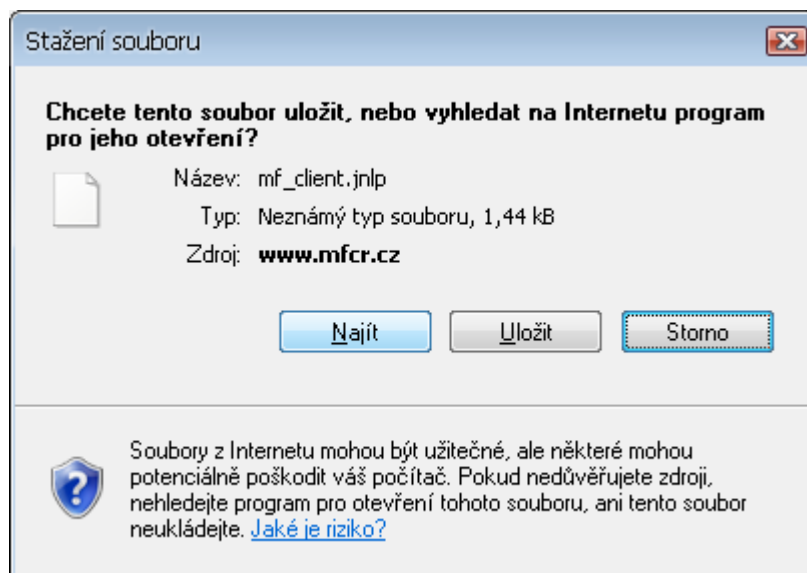 Stažení souboru
Chcete tento soubor uložit, nebo vyhledat na Internetu program
pro jeho otevření?
Název: mf_client.jnlp
Typ: Neznámý typ souboru, 1,44 kB
Zdroj: www.mfcr.cz
Najít Uložit Storno
Soubory z Internetu mohou být užitečné, ale některé mohou
potenciálně poškodit váš počítač. Pokud nedůvěřujete zdroji,
nehledejte program pro otevření tohoto souboru, ani tento soubor
neukládejte. Jaké je riziko?